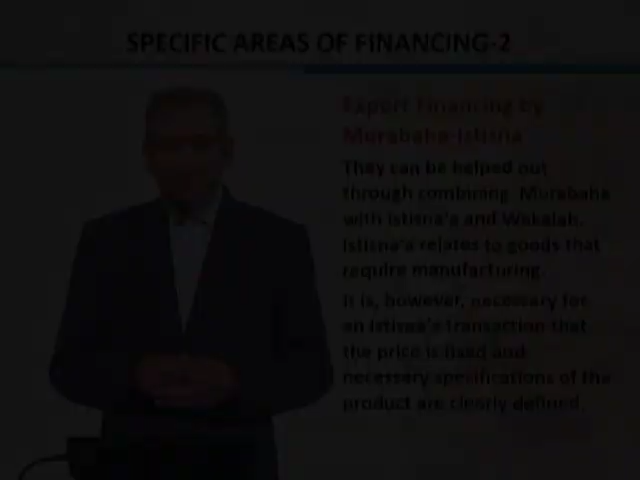 SPECIFIC AREAS OF FINANCING-2
Export Financing by
Murabaha-Istisna
They can be helped out
through combining Murabaha
with Istisna'a and Wakalah.
Istisna'a relates to goods that
require manufacturing.
It is, however, necessary for
an Istisna'a transaction that
the price is fixed and
necessary specifications of the
product are clearly defined.